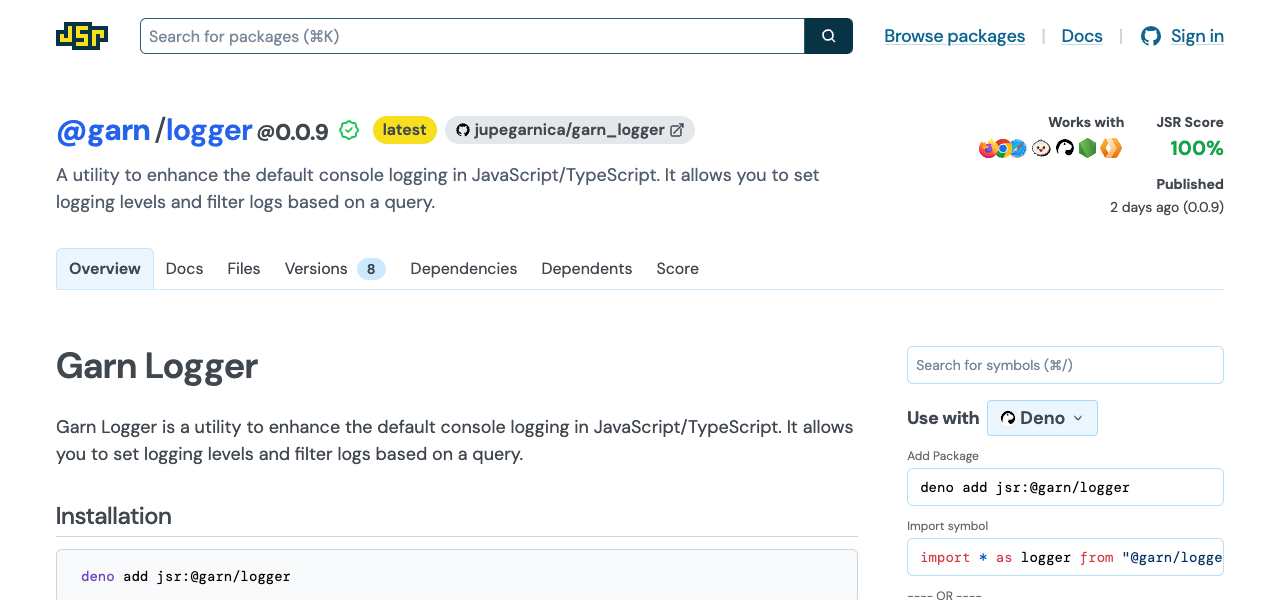 JSR
Search for packages (⌘K)
Browse packages | Docs | Sign in
@garn/logger @0.0.9 latest jupegarnica/garn_logger
A utility to enhance the default console logging in JavaScript/TypeScript. It allows you to set
logging levels and filter logs based on a query.
Works with
JSR Score
100%
Published
2 days ago (0.0.9)
Overview Docs Files Versions 8 Dependencies Dependents Score
Garn Logger
Garn Logger is a utility to enhance the default console logging in JavaScript/TypeScript. It allows
you to set logging levels and filter logs based on a query.
Installation
deno add jsr:@garn/logger
Search for symbols (⌘/)
Use with Deno
Add Package
deno add jsr:@garn/logger
Import symbol
import * as logger from "@garn/logge
---- OR ----